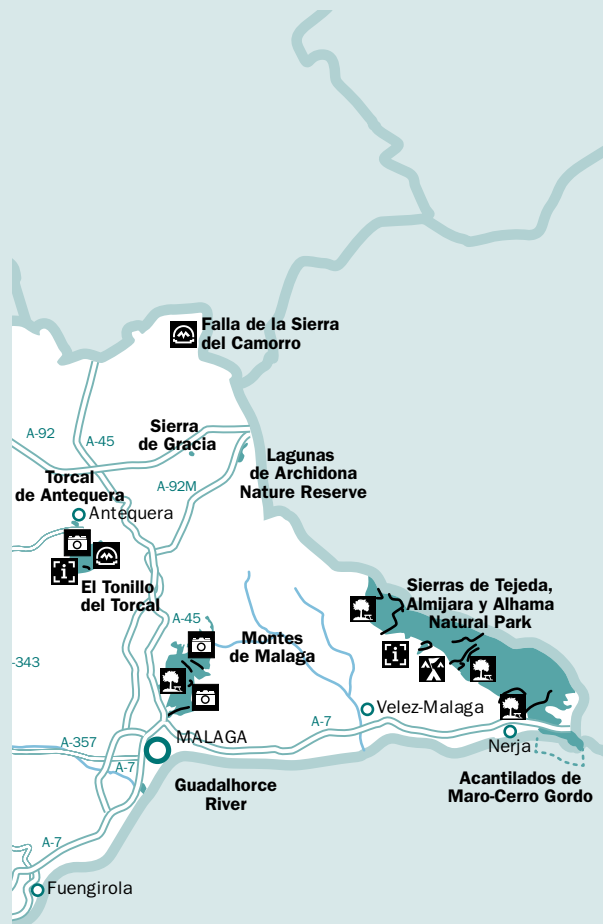 Falla de la Sierra
del Camorro
Sierra
de Gracia
A-92
A-45
Lagunas
de Archidona
Nature Reserve
Torcal
de Antequera
A-92M
Antequera
i
El Tonillo
del Torcal
Sierras de Tejeda,
Almijara y Alhama
Natural Park
A-45
Montes
de Malaga
i
-343
Velez-Malaga
A-7
MALAGA
A-357
Nerja
A-7
Guadalhorce
River
Acantilados de
Maro-Cerro Gordo
A-7
Fuengirola